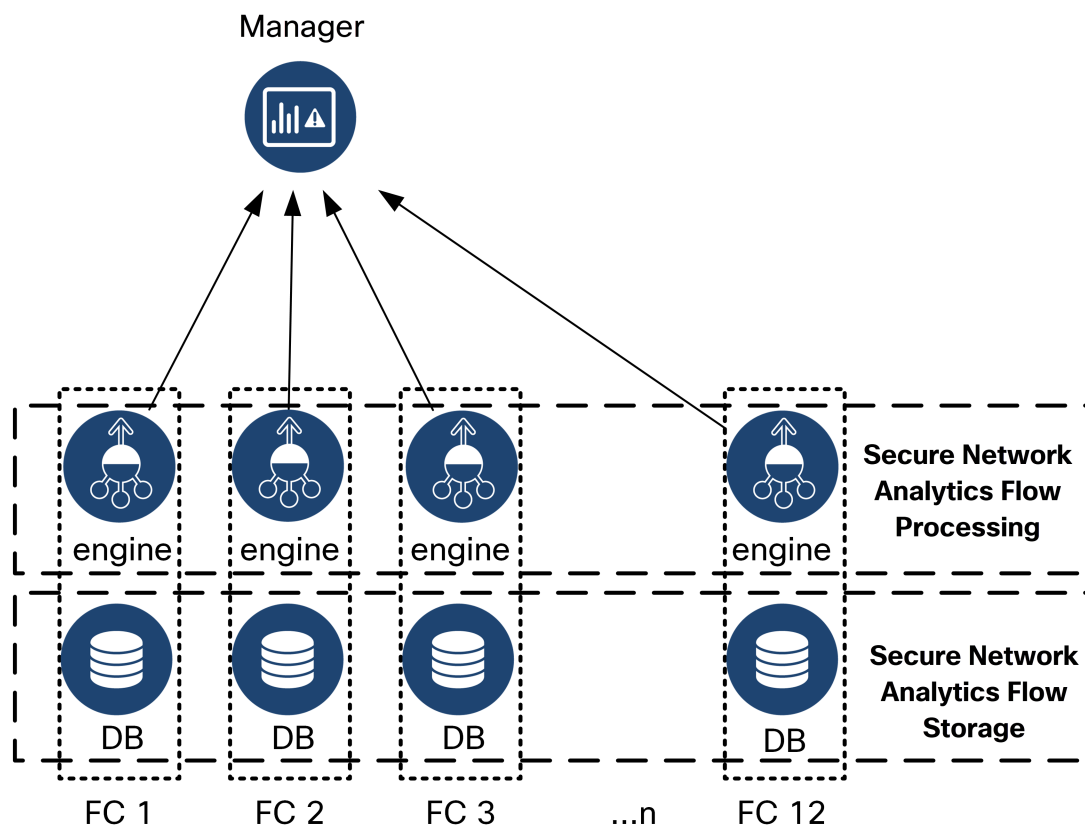 Manager
engine
engine
engine
engine
Secure Network
Analytics Flow
Processing
DB
DB
DB
DB
Secure Network
Analytics Flow
Storage
FC 1
FC 2
FC 3
...n
FC 12